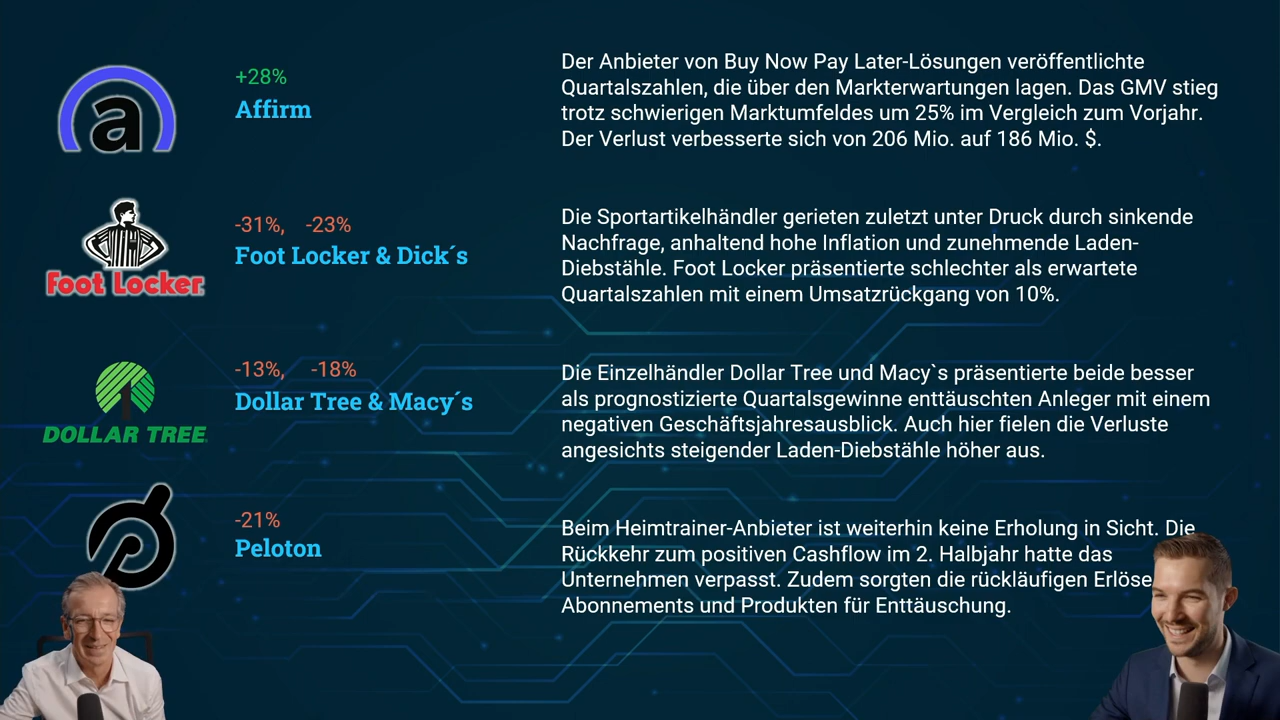 +28%
Affirm
Der Anbieter von Buy Now Pay Later-Lösungen veröffentlichte
Quartalszahlen, die über den Markterwartungen lagen. Das GMV stieg
trotz schwierigen Marktumfeldes um 25% im Vergleich zum Vorjahr.
Der Verlust verbesserte sich von 206 Mio. auf 186 Mio. $.
a
Foot Locker
-31%, -23%
Foot Locker & Dick´s
Die Sportartikelhändler gerieten zuletzt unter Druck durch sinkende
Nachfrage, anhaltend hohe Inflation und zunehmende Laden-
Diebstähle. Foot Locker präsentierte schlechter als erwartete
Quartalszahlen mit einem Umsatzrückgang von 10%.
DOLLAR TREE
-13%, -18%
Dollar Tree & Macy´s
Die Einzelhändler Dollar Tree und Macy`s präsentierte beide besser
als prognostizierte Quartalsgewinne enttäuschten Anleger mit einem
negativen Geschäftsjahresausblick. Auch hier fielen die Verluste
angesichts steigender Laden-Diebstähle höher aus.
-21%
Peloton
Beim Heimtrainer-Anbieter ist weiterhin keine Erholung in Sicht. Die
Rückkehr zum positiven Cashflow im 2. Halbjahr hatte das
Unternehmen verpasst. Zudem sorgten die rückläufigen Erlöse
Abonnements und Produkten für Enttäuschung.